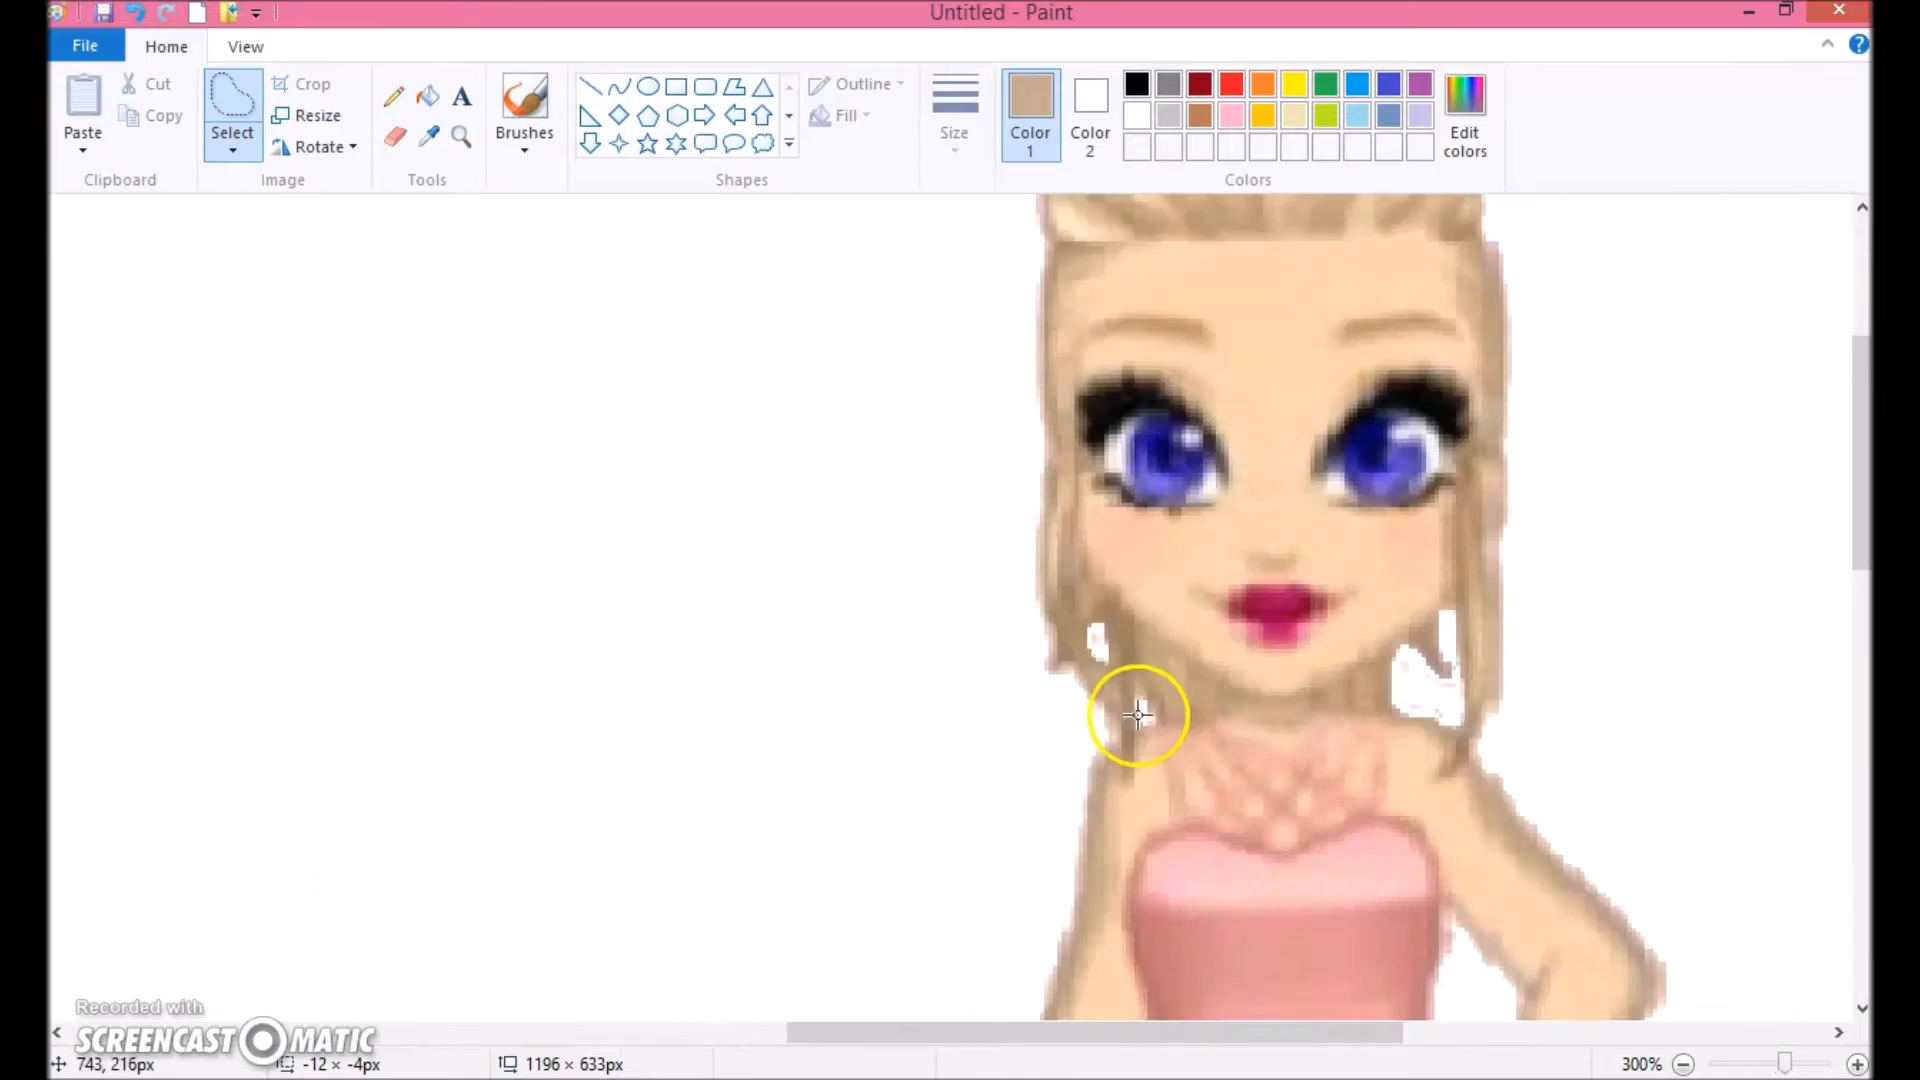 Untitled - Paint
File Home View
Cut
Copy
Paste
Crop
Resize
Rotate
Select
A
Brushes
Outline
Fill
Size
Color 1
Color 2
Edit colors
Clipboard Image Tools Shapes Colors
Recorded with
SCREENCAST MATIC
743, 216px -12 × -4px 1196 × 633px 300%